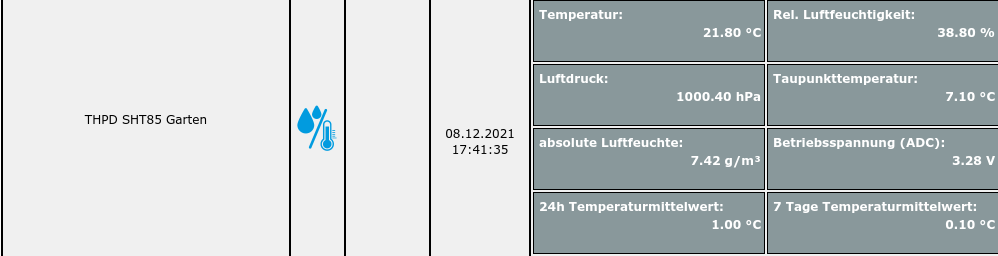 THPD SHT85 Garten
08.12.2021
17:41:35
Temperatur:
21.80 °C
Rel. Luftfeuchtigkeit:
38.80 %
Luftdruck:
1000.40 hPa
Taupunkttemperatur:
7.10 °C
absolute Luftfeuchte:
7.42 g/m³
Betriebsspannung (ADC):
3.28 V
24h Temperaturmittelwert:
1.00 °C
7 Tage Temperaturmittelwert:
0.10 °C